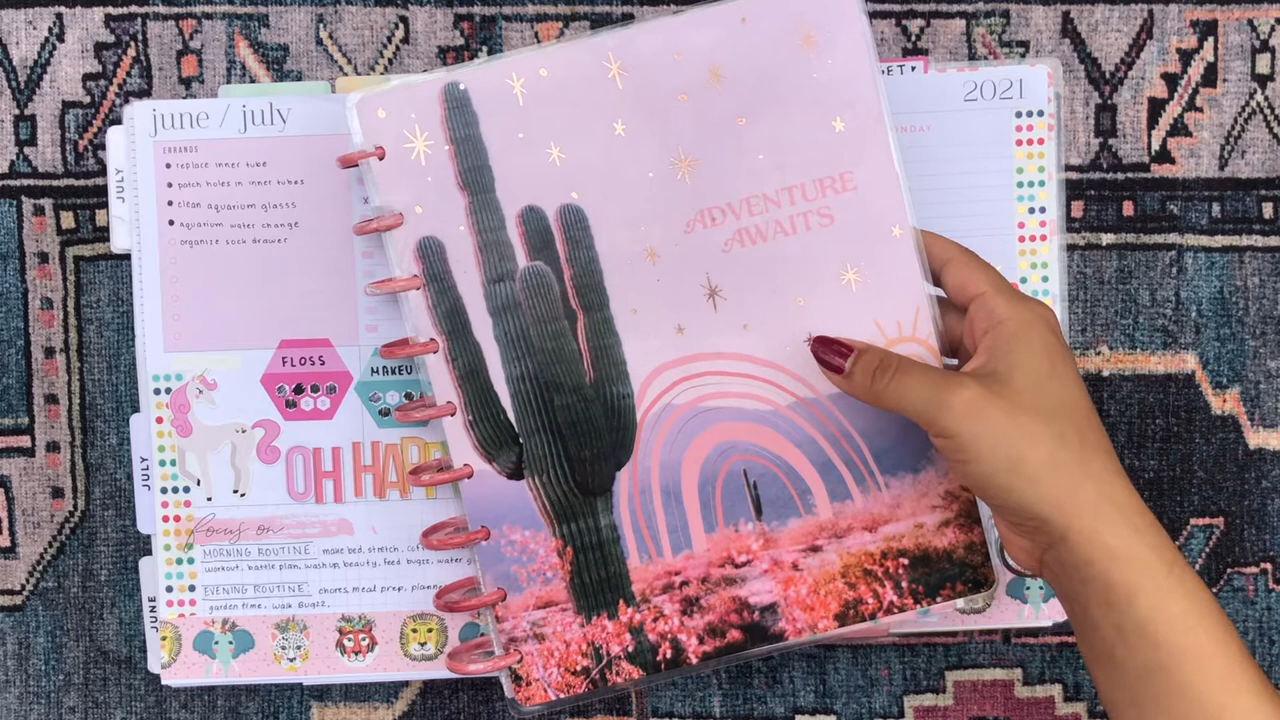 june / july
ERRANDS
replace inner tube
patch holes in inner tubes
clean aquarium glasss
aquarium water change
organize sock drawer
FLOSS
MAKEU
OH HAPP
focus on
MORNING ROUTINE: make bed, stretch,
workout, battle plan, wash up, beauty, feed bugzz, water
EVENING ROUTINE: chores, meal prep,
garden time, walk Bugzz,
JULY
JULY
JUNE
ADVENTURE
AWAITS
2021